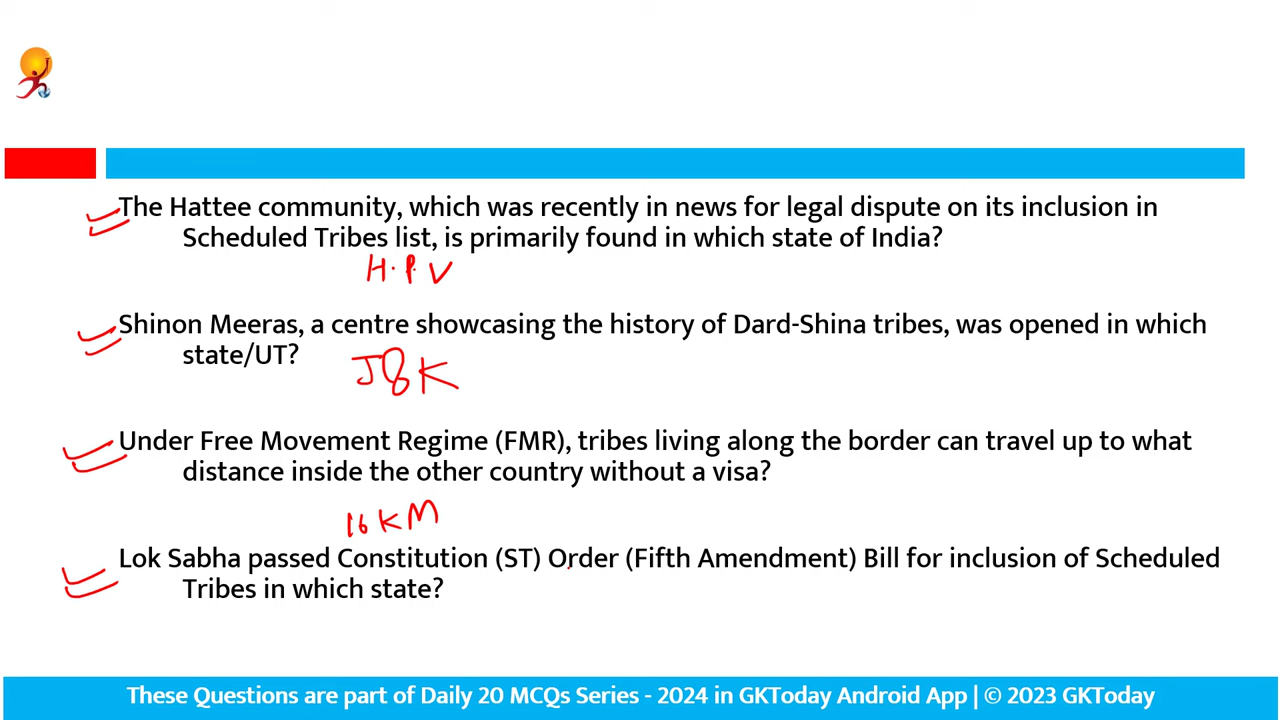 The Hattee community, which was recently in news for legal dispute on its inclusion in
Scheduled Tribes list, is primarily found in which state of India?
H.P.V
Shinon Meeras, a centre showcasing the history of Dard-Shina tribes, was opened in which
state/UT?
J&K
Under Free Movement Regime (FMR), tribes living along the border can travel up to what
distance inside the other country without a visa?
16 KM
Lok Sabha passed Constitution (ST) Order (Fifth Amendment) Bill for inclusion of Scheduled
Tribes in which state?
These Questions are part of Daily 20 MCQs Series - 2024 in GKToday Android App | © 2023 GKToday